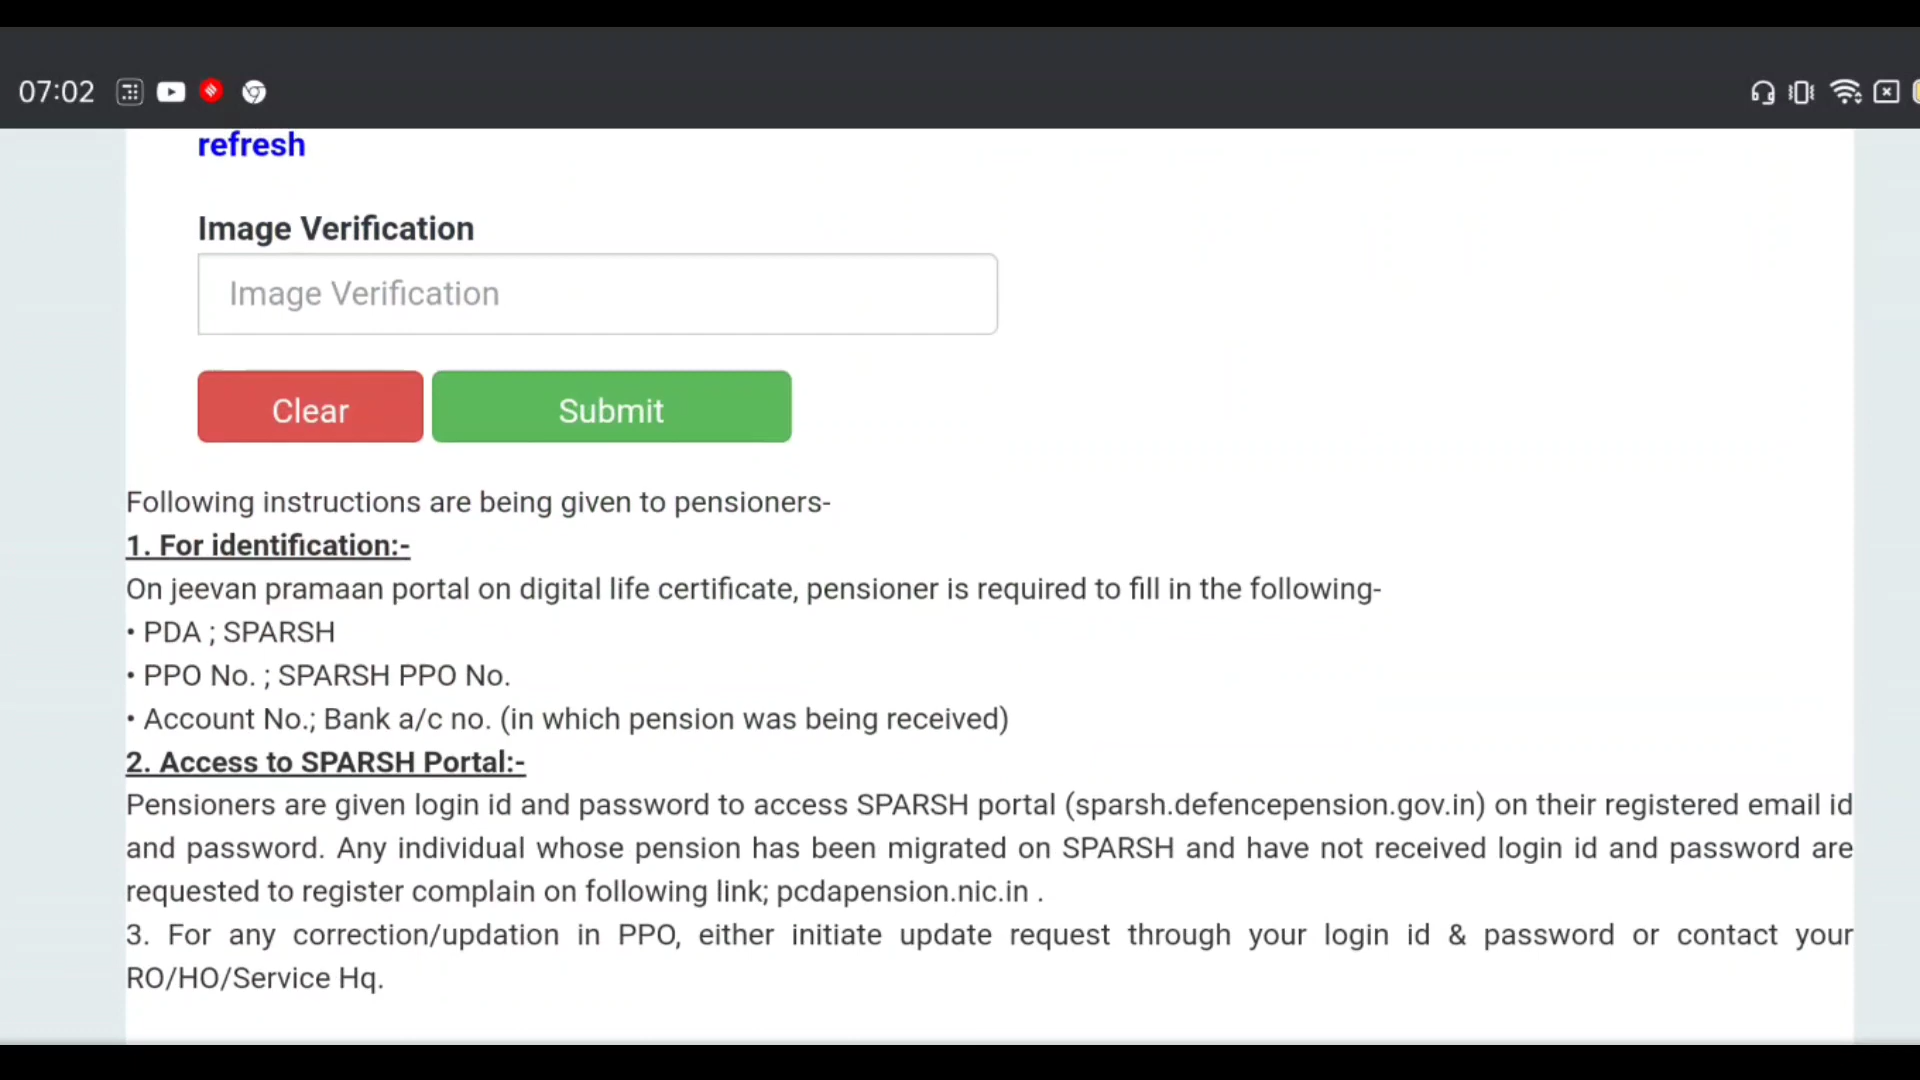 07:02
refresh
Image Verification
Image Verification
Clear Submit
Following instructions are being given to pensioners-
1. For identification:-
On jeevan pramaan portal on digital life certificate, pensioner is required to fill in the following-
• PDA ; SPARSH
• PPO No. ; SPARSH PPO No.
• Account No.; Bank a/c no. (in which pension was being received)
2. Access to SPARSH Portal:-
Pensioners are given login id and password to access SPARSH portal (sparsh.defencepension.gov.in) on their registered email id
and password. Any individual whose pension has been migrated on SPARSH and have not received login id and password are
requested to register complain on following link; pcdapension.nic.in .
3. For any correction/updation in PPO, either initiate update request through your login id & password or contact your
RO/HO/Service Hq.